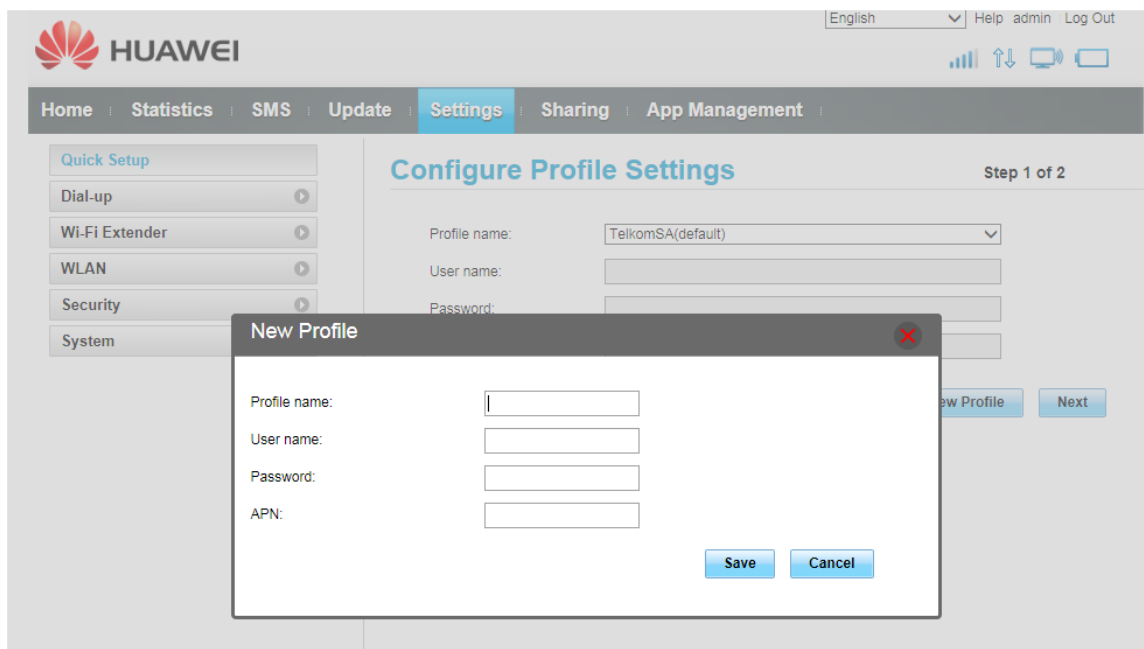 English Help admin Log Out
HUAWEI
Home Statistics SMS Update Settings Sharing App Management
Quick Setup
Dial-up
Wi-Fi Extender
WLAN
Security
System
Configure Profile Settings
Step 1 of 2
Profile name: TelkomSA(default)
User name:
Password:
ew Profile Next
New Profile
Profile name:
User name:
Password:
APN:
Save Cancel